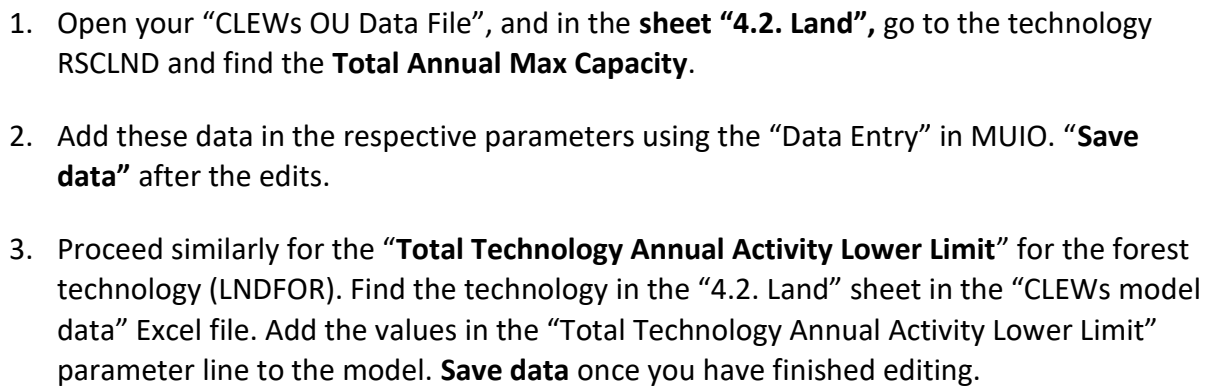 1. Open your “CLEWs OU Data File”, and in the sheet “4.2. Land”, go to the technology
RSCLND and find the Total Annual Max Capacity.
2. Add these data in the respective parameters using the “Data Entry” in MUIO. “Save
data” after the edits.
3. Proceed similarly for the “Total Technology Annual Activity Lower Limit” for the forest
technology (LNDFOR). Find the technology in the “4.2. Land” sheet in the “CLEWs model
data” Excel file. Add the values in the “Total Technology Annual Activity Lower Limit”
parameter line to the model. Save data once you have finished editing.